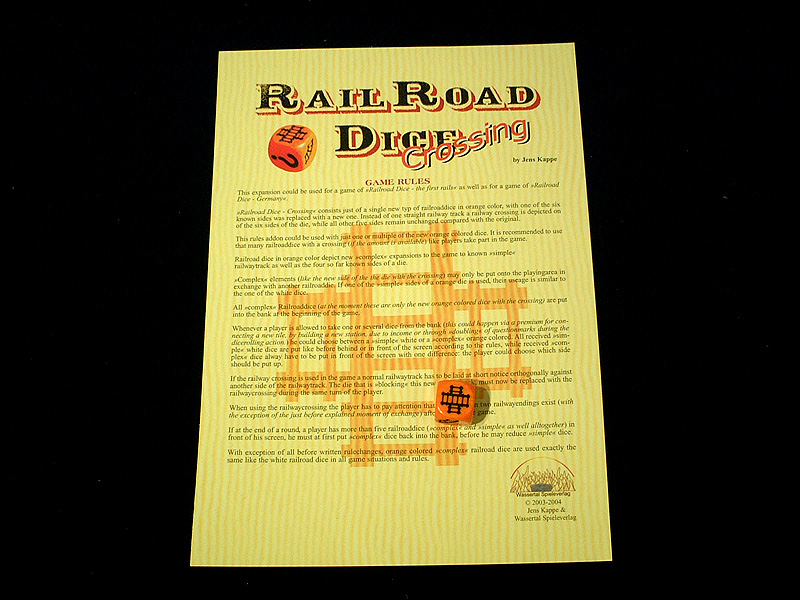 RAILROAD
DICE
Crossing
by Jens Kappe
GAME RULES
This expansion could be used for a game of »Railroad Dice - the first rails« as well as for a game of »Railroad
Dice - Germany«.
»Railroad Dice - Crossing« consists just of a single new typ of railroaddice in orange color, with one of the six
known sides was replaced with a new one. Instead of one straight railway track a railway crossing is depicted on
of the six sides of the die, while all other five sides remain unchanged compared with the original.
This rules addon could be used with just one or multiple of the new orange colored dice. It is recommended to use
that many railroaddice with a crossing (if the amount is available) like players take part in the game.
Railroad dice in orange color depict new »complex« expansions to the game to known »simple«
railwaytrack as well as the four so far known sides of a die.
»Complex« elements (like the new side of the the die with the crossing) may only be put onto the playingarea in
exchange with another railroaddie. If one of the »simple« sides of a orange die is used, their useage is similar to
the one of the white dice.
All »complex« Railroaddice (at the moment these are only the new orange colored dice with the crossing) are put
into the bank at the beginning of the game.
Whenever a player is allowed to take one or several dice from the bank (this could happen via a premium for con-
necting a new tile, by building a new station, due to income or through »doubling« of questionmarks during the
dicerolling action) he could choose between a »simple« white or a »complex« orange colored. All received »sim-
ple« white dice are put like before behind or in front of the screen according to the rules, while received »com-
plex« dice alway have to be put in front of the screen with one difference: the player could choose which side
should be put up.
If the railway crossing is used in the game a normal railwaytrack has to be laid at short notice orthogonally against
another side of the railwaytrack. The die that is »blocking« this new must now be replaced with the
railwaycrossing during the same turn of the player.
When using the railwaycrossing the player has to pay attention that two railwayendings exist (with
the exception of the just before explained moment of exchange) game.
If at the end of a round, a player has more than five railroaddice (»complex« and »simple« as well alltogether) in
front of his screen, he must at first put »complex« dice back into the bank, before he may reduce »simple« dice.
With exception of all before written rulechanges, orange colored »complex« railroad dice are used exactly the
same like the white railroad dice in all game situations and rules.
Wassertal Spieleverlag
© 2003-2004
Jens Kappe &
Wassertal Spieleverlag